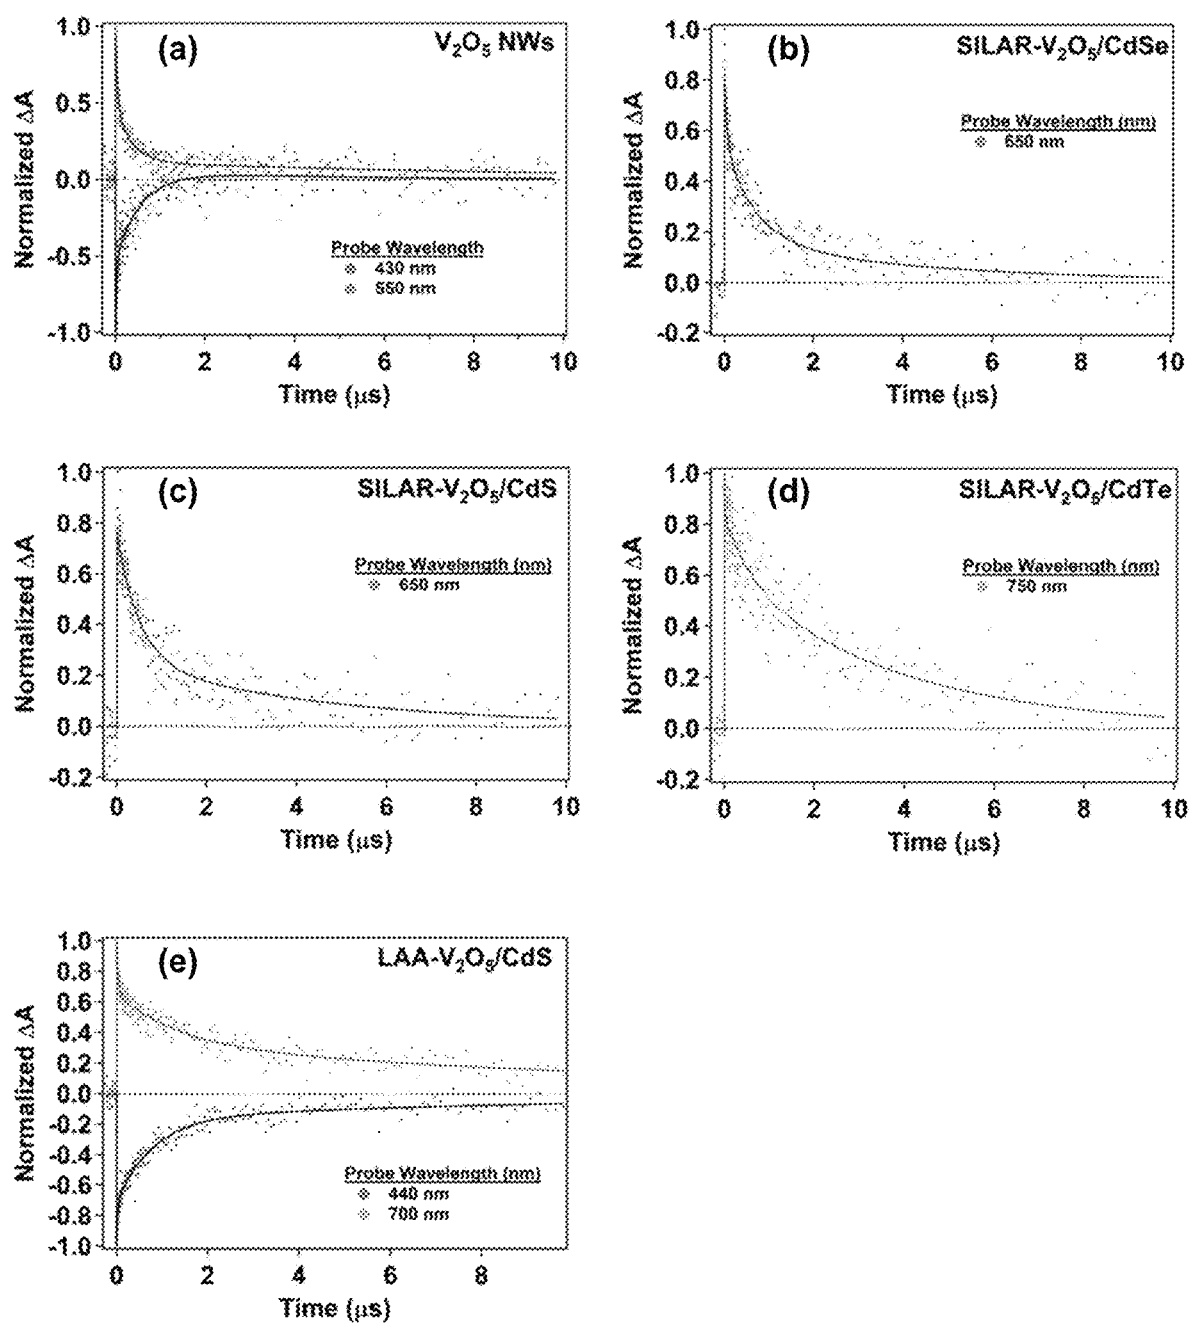 (a) V₂O₅ NWs
Normalized ΔA
1.0
0.5
0.0
-0.5
-1.0
Probe Wavelength
430 nm
550 nm
0 2 4 6 8 10
Time (μs)
(b) SILAR-V₂O₅/CdSe
Normalized ΔA
1.0
0.8
0.6
0.4
0.2
0.0
-0.2
Probe Wavelength (nm)
650 nm
0 2 4 6 8 10
Time (μs)
(c) SILAR-V₂O₅/CdS
Normalized ΔA
1.0
0.8
0.6
0.4
0.2
0.0
-0.2
Probe Wavelength (nm)
650 nm
0 2 4 6 8 10
Time (μs)
(d) SILAR-V₂O₅/CdTe
Normalized ΔA
1.0
0.8
0.6
0.4
0.2
0.0
-0.2
Probe Wavelength (nm)
750 nm
0 2 4 6 8 10
Time (μs)
(e) LAA-V₂O₅/CdS
Normalized ΔA
1.0
0.8
0.6
0.4
0.2
0.0
-0.2
-0.4
-0.6
-0.8
-1.0
Probe Wavelength (nm)
440 nm
700 nm
0 2 4 6 8
Time (μs)